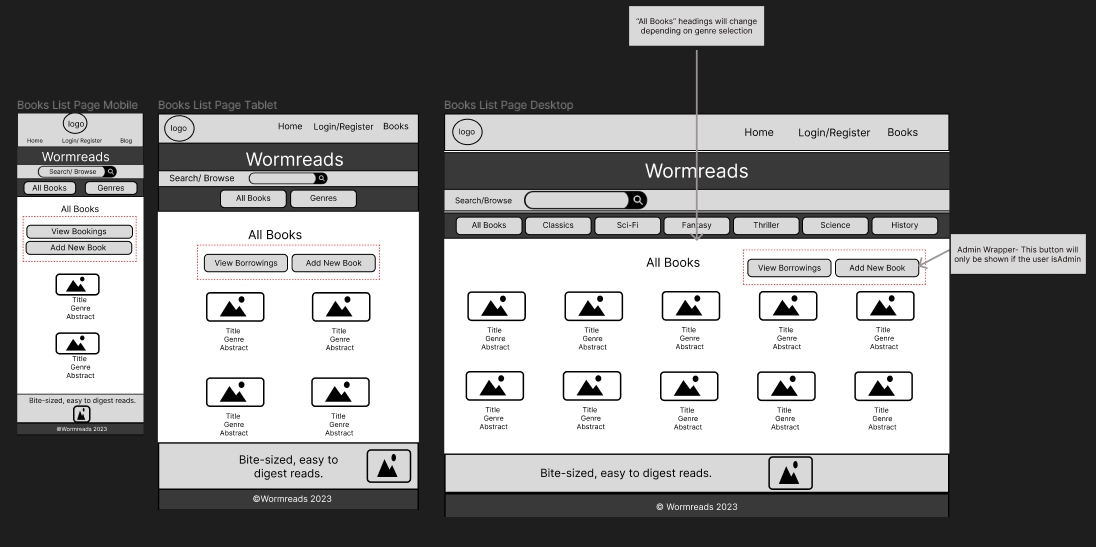 "All Books" headings will change
depending on genre selection
Books List Page Mobile
logo
Home Login/ Register Blog
Wormreads
Search/ Browse
All Books Genres
All Books
View Bookings
Add New Book
Title
Genre
Abstract
Title
Genre
Abstract
Bite-sized, easy to digest reads.
©Wormreads 2023
Books List Page Tablet
logo
Home Login/Register Books
Wormreads
Search/ Browse
All Books Genres
All Books
View Borrowings Add New Book
Title Title
Genre Genre
Abstract Abstract
Title Title
Genre Genre
Abstract Abstract
Bite-sized, easy to
digest reads.
©Wormreads 2023
Books List Page Desktop
logo
Home Login/Register Books
Wormreads
Search/Browse
All Books Classics Sci-Fi Fantasy Thriller Science History
All Books
View Borrowings Add New Book
Title Title Title Title Title
Genre Genre Genre Genre Genre
Abstract Abstract Abstract Abstract Abstract
Title Title Title Title Title
Genre Genre Genre Genre Genre
Abstract Abstract Abstract Abstract Abstract
Bite-sized, easy to digest reads.
© Wormreads 2023
Admin Wrapper- This button will
only be shown if the user isAdmin